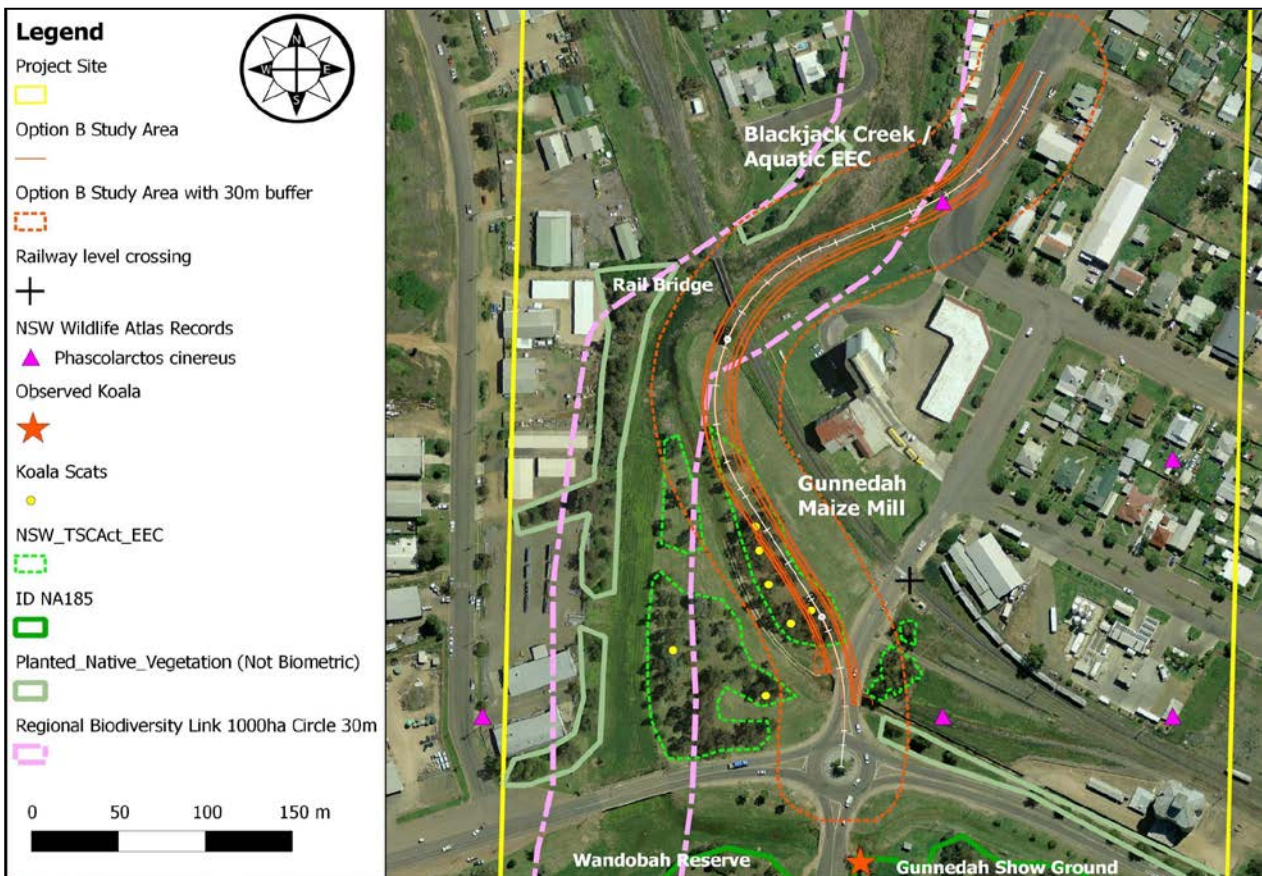 Legend
N
W
E
S
Project Site
Option B Study Area
Option B Study Area with 30m buffer
Railway level crossing
NSW Wildlife Atlas Records
Phascolarctos cinereus
Observed Koala
Koala Scats
NSW_TSCAct_EEC
ID NA185
Planted_Native_Vegetation (Not Biometric)
Regional Biodiversity Link 1000ha Circle 30m
0 50 100 150 m
Blackjack Creek /
Aquatic EEC
Rail Bridge
Gunnedah
Maize Mill
Wandobah Reserve
Gunnedah Show Ground